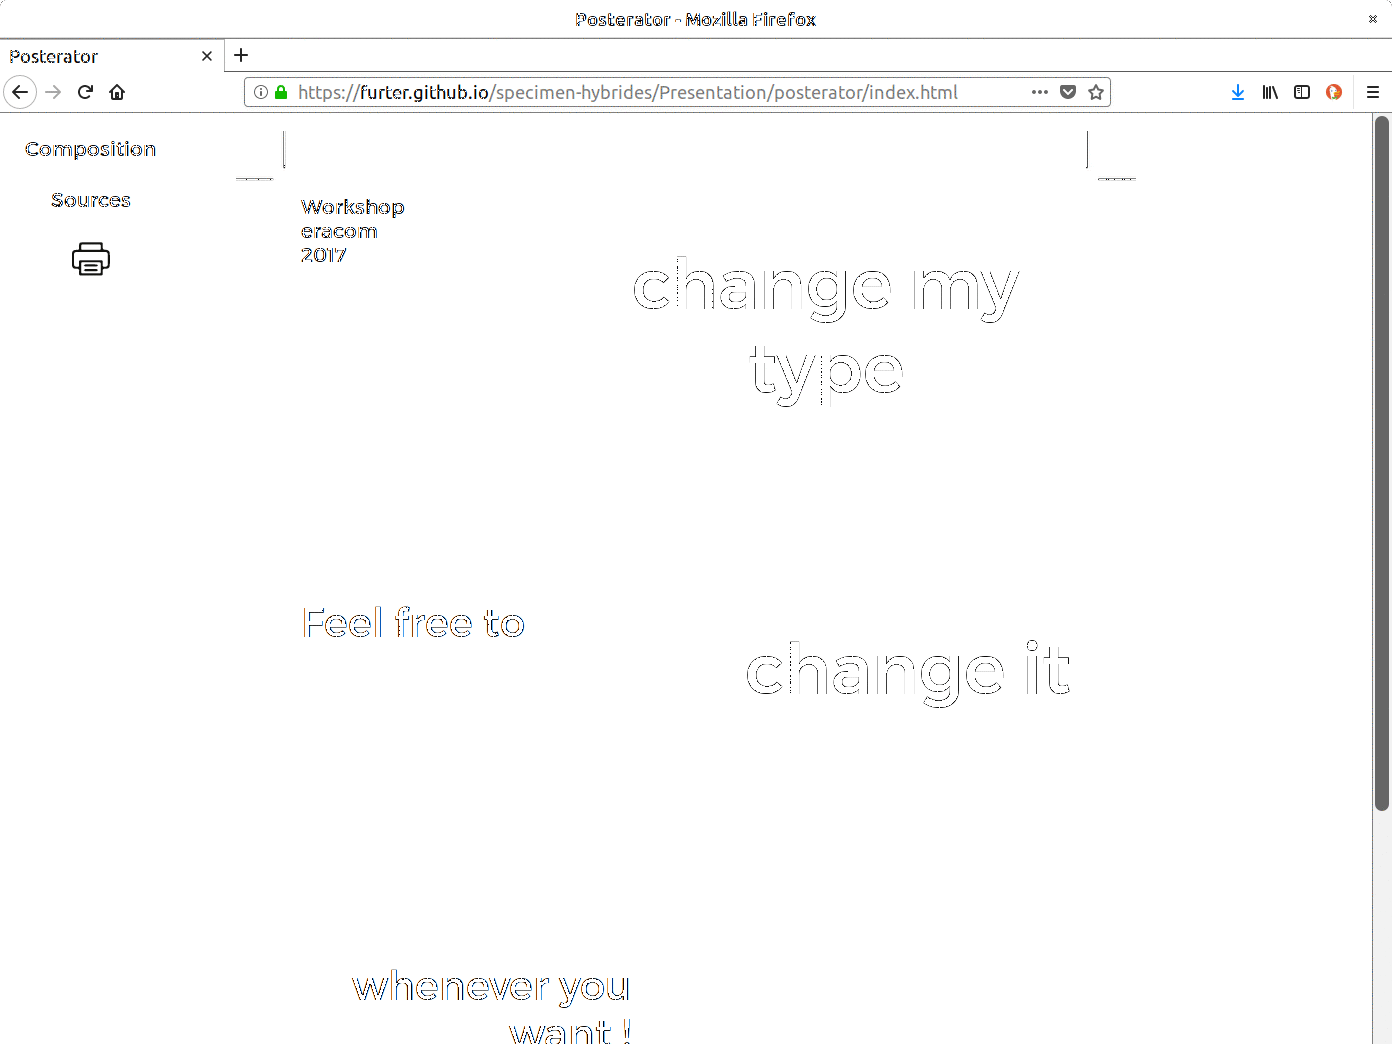 Posterator - Mozilla Firefox
Posterator
https://furter.github.io/specimen-hybrides/Presentation/posterator/index.html
Composition
Sources
Workshop
eracom
2017
change my
type
Feel free to
change it
whenever you
want !